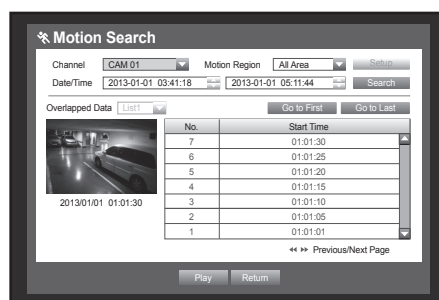 Motion Search
Channel CAM 01 Motion Region All Area Setup
Date/Time 2013-01-01 03:41:18 2013-01-01 05:11:44 Search
Overlapped Data List1 Go to First Go to Last
No. Start Time
7 01:01:30
6 01:01:25
5 01:01:20
4 01:01:15
3 01:01:10
2 01:01:05
1 01:01:01
2013/01/01 01:01:30
Previous/Next Page
Play Return